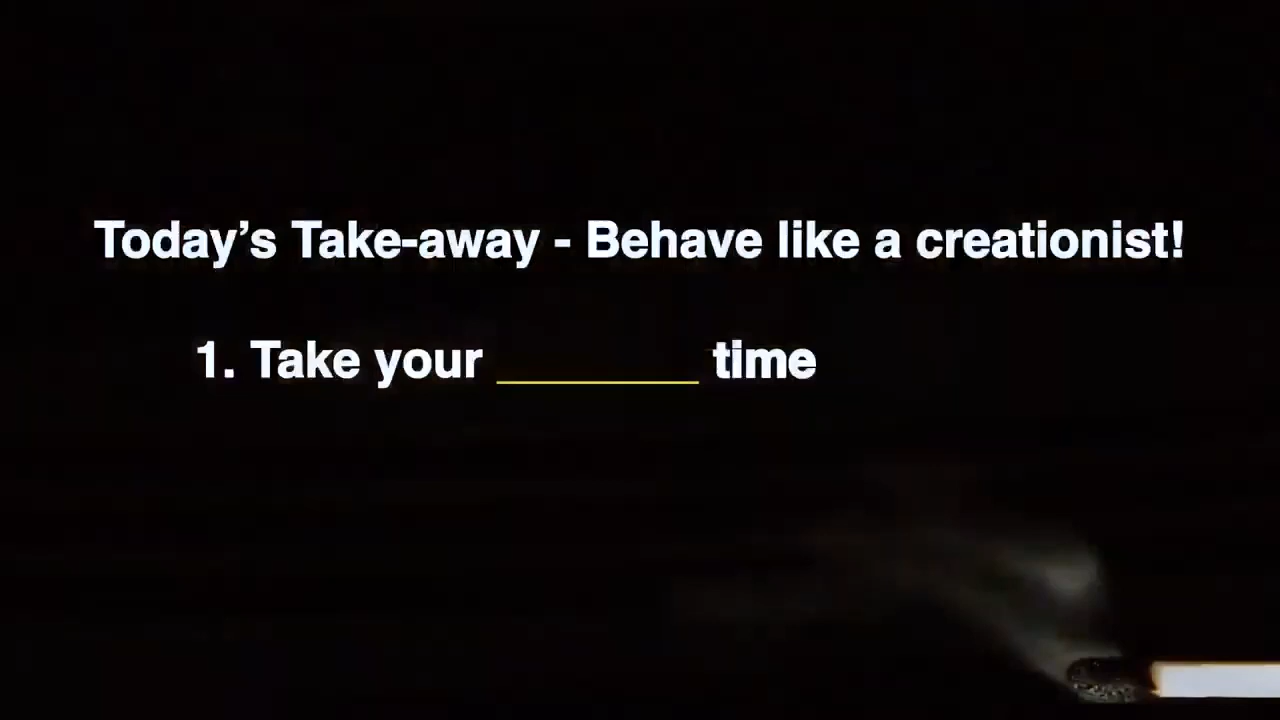 Today's Take-away - Behave like a creationist!
1. Take your ________ time